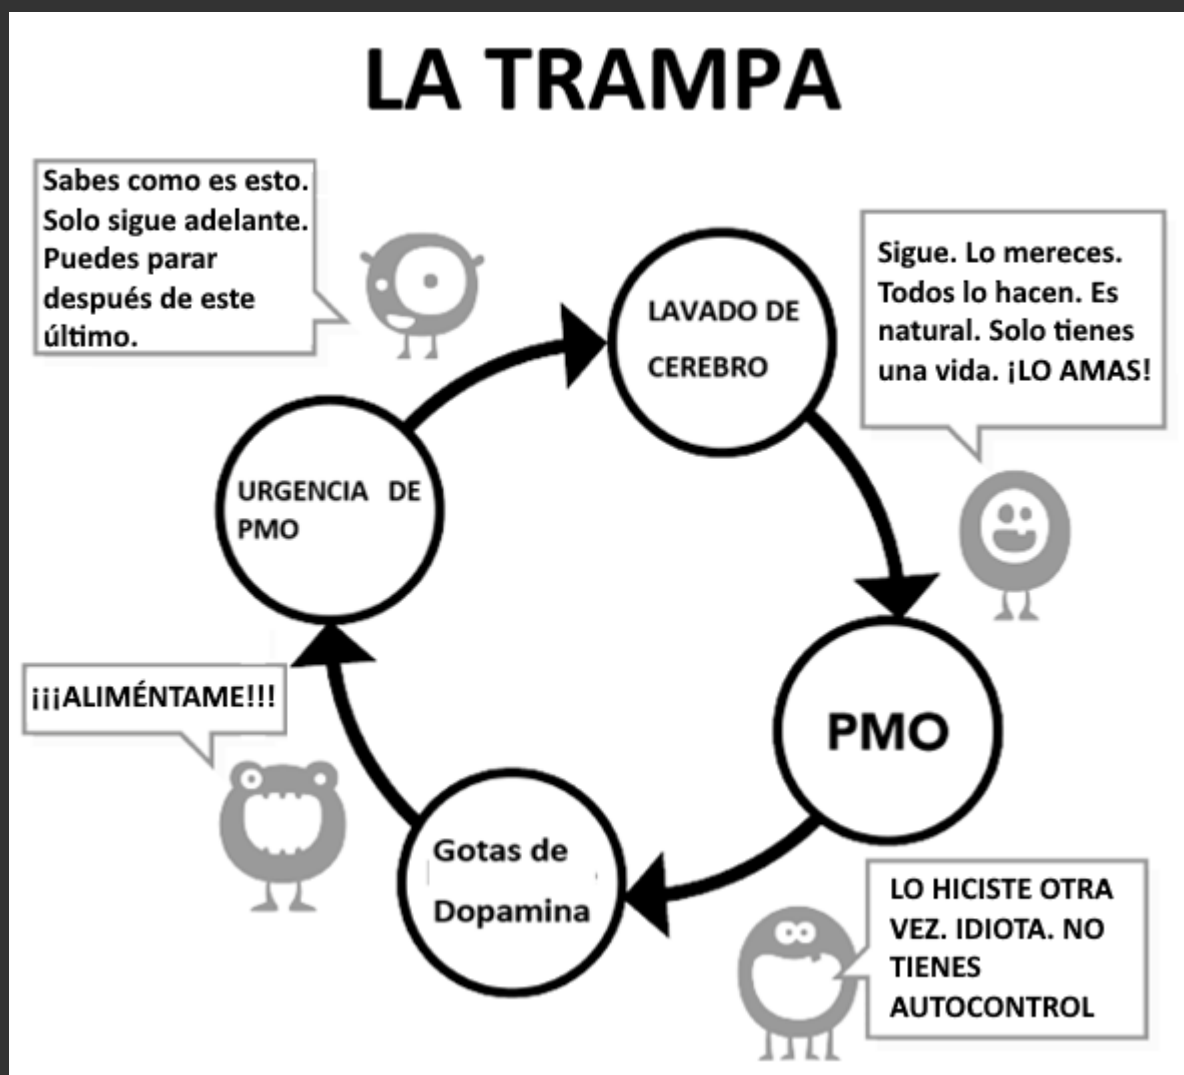 LA TRAMPA
Sabes como es esto.
Solo sigue adelante.
Puedes parar
después de este
último.
LAVADO DE
CEREBRO
Sigue. Lo mereces.
Todos lo hacen. Es
natural. Solo tienes
una vida. ¡LO AMAS!
URGENCIA DE
PMO
PMO
¡¡¡ALIMÉNTAME!!!
Gotas de
Dopamina
LO HICISTE OTRA
VEZ. IDIOTA. NO
TIENES
AUTOCONTROL